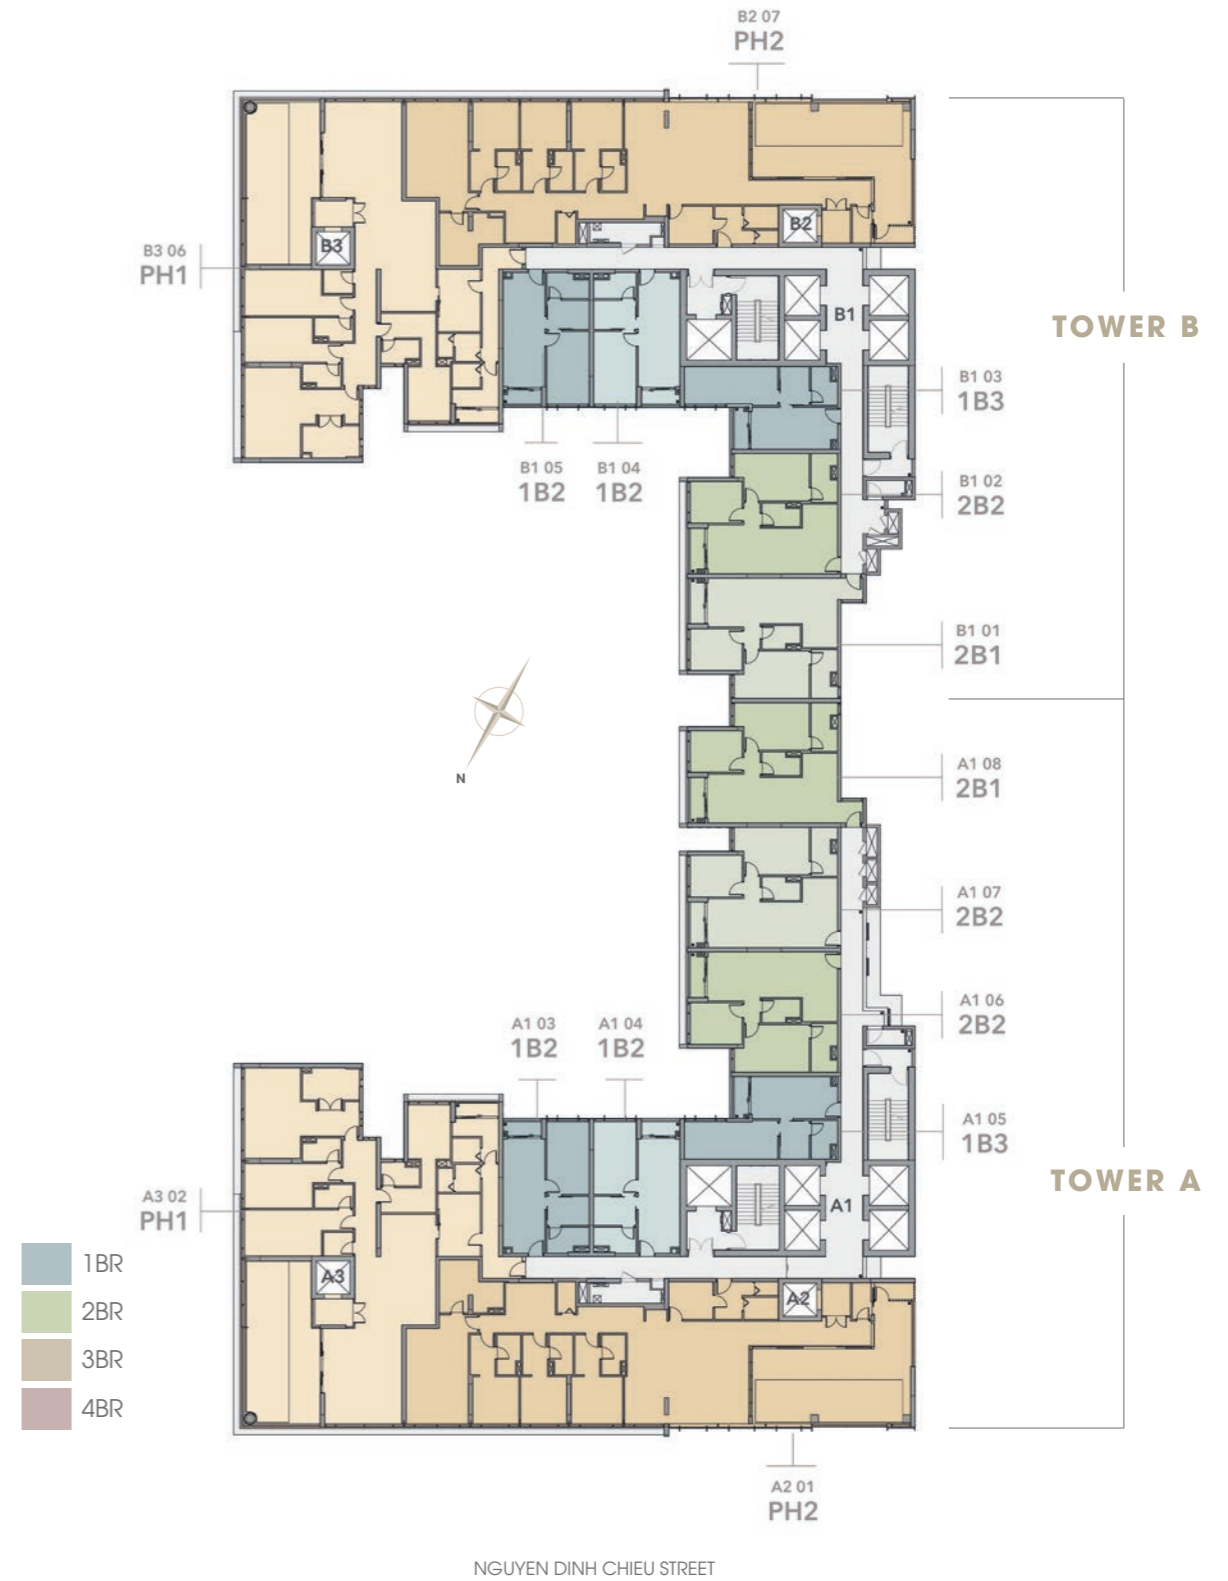 B2 07
PH2
B3
B2
B3 06
PH1
B1
TOWER B
B1 03
1B3
B1 05
1B2
B1 04
1B2
B1 02
2B2
B1 01
2B1
N
A1 08
2B1
A1 07
2B2
A1 06
2B2
A1 03
1B2
A1 04
1B2
A1 05
1B3
TOWER A
A3 02
PH1
A1
A3
A2
1BR
2BR
3BR
4BR
A2 01
PH2
NGUYEN DINH CHIEU STREET